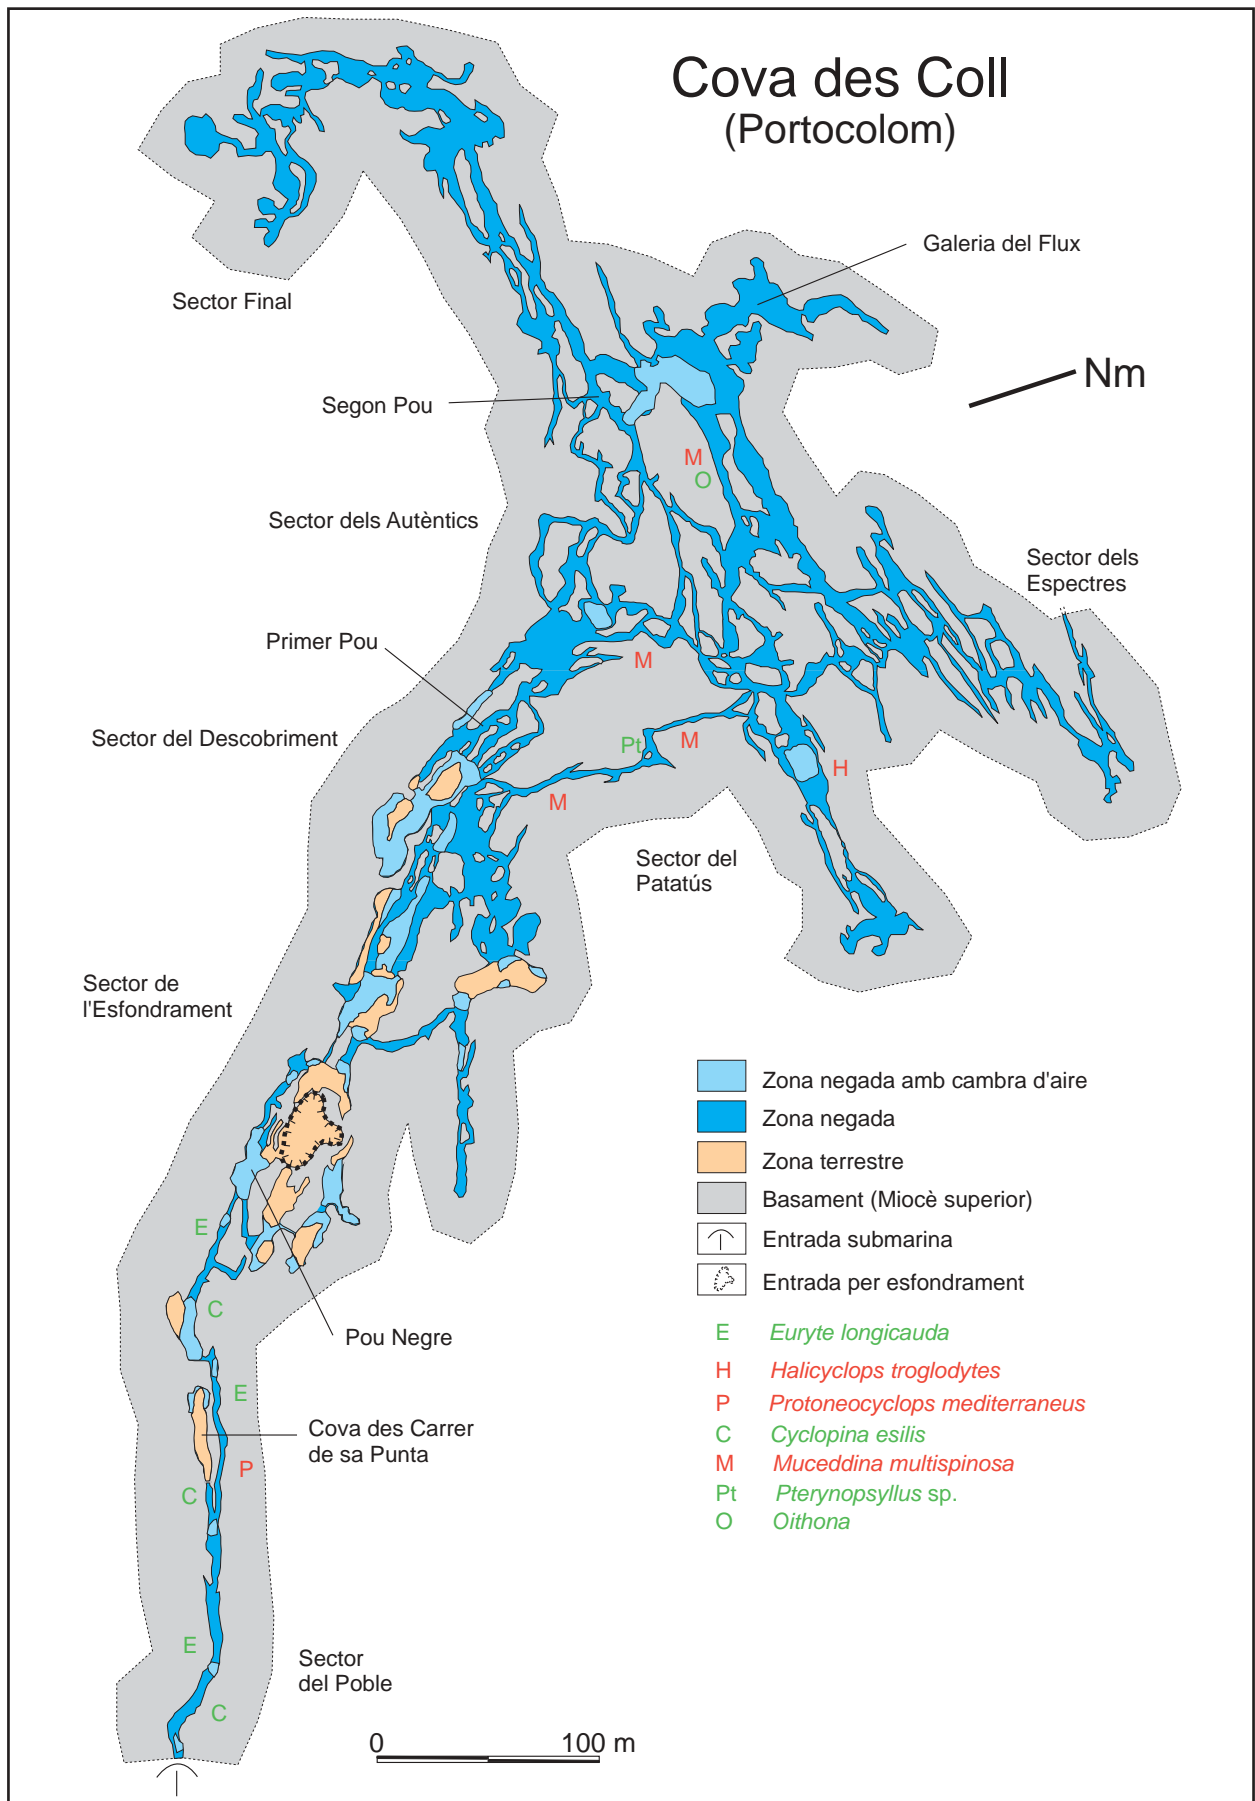 Cova des Coll
(Portocolom)
Galeria del Flux
Sector Final
Nm
Segon Pou
M
O
Sector dels Autèntics
Sector dels
Espectres
Primer Pou
M
Sector del Descobriment
Pt
M
H
M
Sector del
Patatús
Sector de
l'Esfondrament
Zona negada amb cambra d'aire
Zona negada
Zona terrestre
Basament (Miocè superior)
Entrada submarina
Entrada per esfondrament
E
C
Pou Negre
E Euryte longicauda
H Halicyclops troglodytes
P Protoneocyclops mediterraneus
C Cyclopina esilis
M Muceddina multispinosa
Pt Pterynopsyllus sp.
O Oithona
E
Cova des Carrer
de sa Punta
P
C
E
Sector
del Poble
C
0 100 m